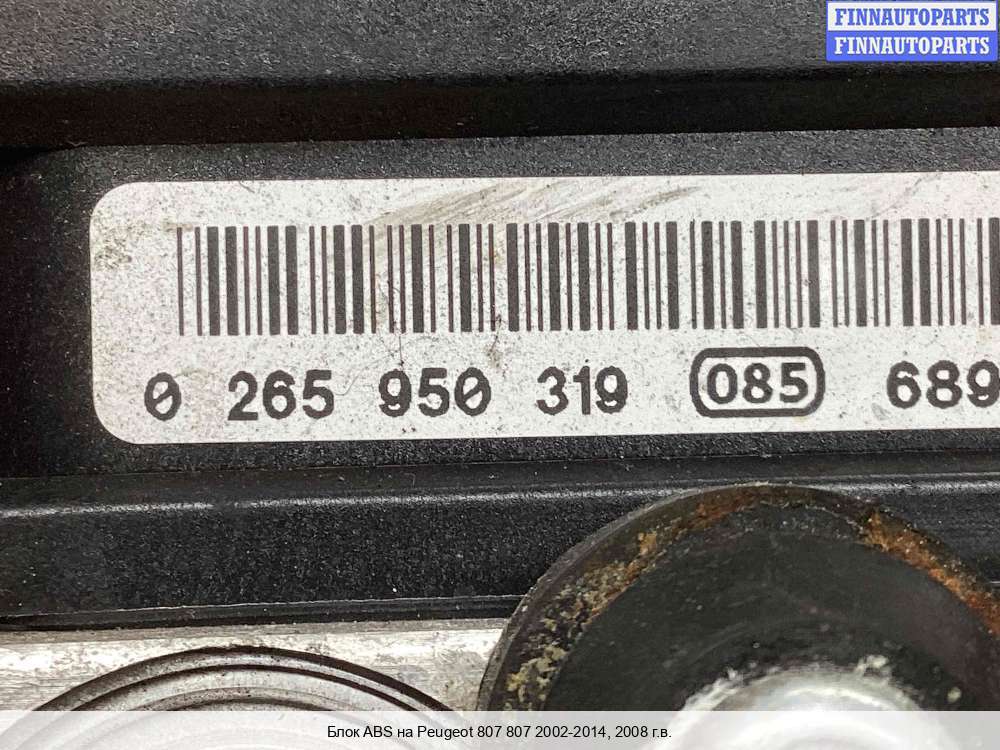 FINNAUTOPARTS
FINNAUTOPARTS
0 265 950 319 085 689
Блок ABS на Peugeot 807 807 2002-2014, 2008 г.в.